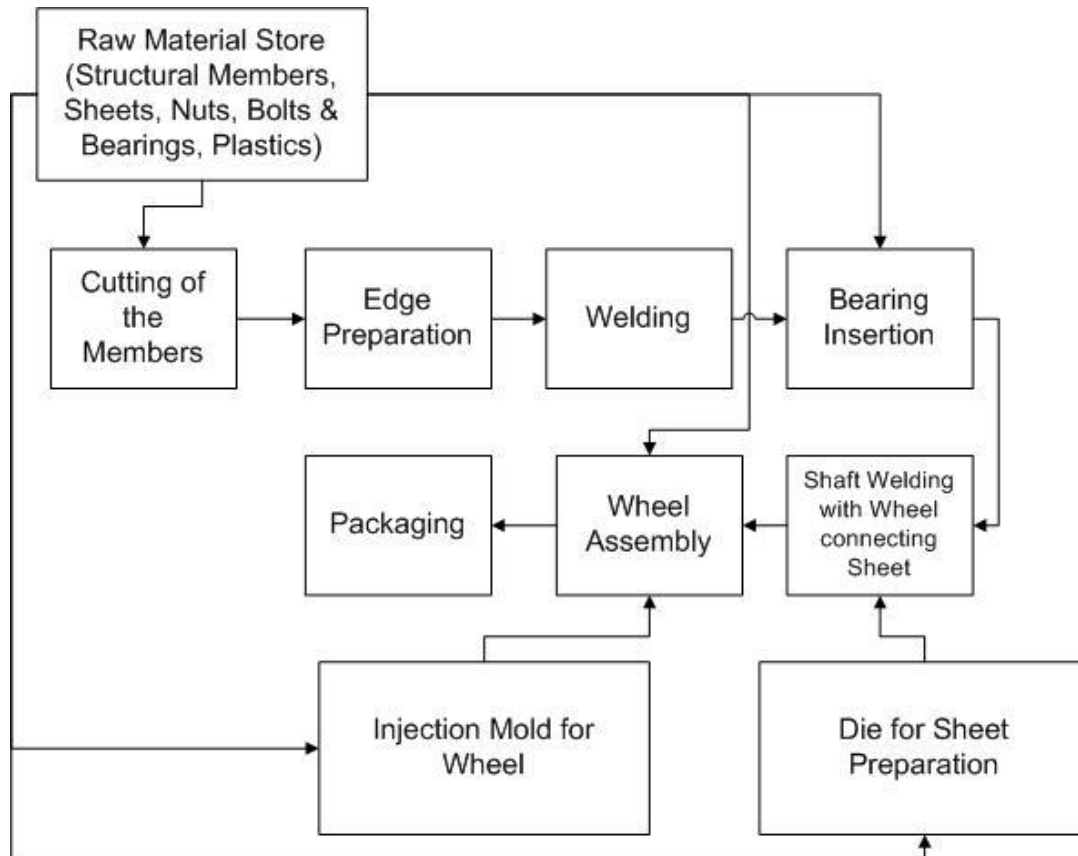 Raw Material Store
(Structural Members,
Sheets, Nuts, Bolts &
Bearings, Plastics)
Cutting of
the
Members
Edge
Preparation
Welding
Bearing
Insertion
Packaging
Wheel
Assembly
Shaft Welding
with Wheel
connecting
Sheet
Injection Mold for
Wheel
Die for Sheet
Preparation